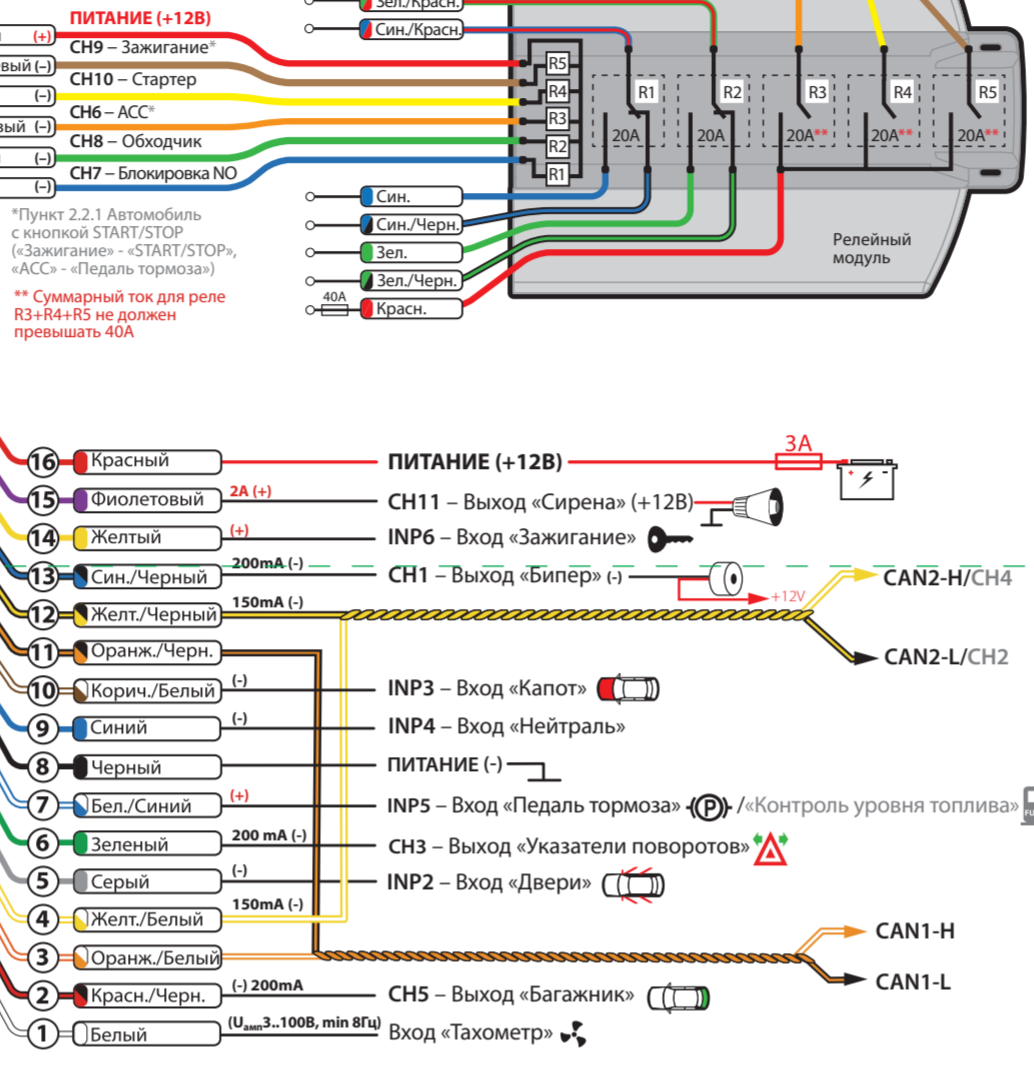 Зел./Красн.
Син./Красн.
ПИТАНИЕ (+12В)
(+)
CH9 – Зажигание*
(–)
CH10 – Стартер
(–)
CH6 – ACC*
(–)
CH8 – Обходчик
(–)
CH7 – Блокировка NO
(–)
R5
R4
R3
R2
R1
R1
R2
R3
R4
R5
20A
20A
20A**
20A**
20A**
Син.
Син./Черн.
Зел.
Зел./Черн.
40A
Красн.
Релейный
модуль
*Пункт 2.2.1 Автомобиль
с кнопкой START/STOP
(«Зажигание» - «START/STOP»,
«ACC» - «Педаль тормоза»)
** Суммарный ток для реле
R3+R4+R5 не должен
превышать 40А
16 Красный ПИТАНИЕ (+12В) 3A
15 Фиолетовый 2A (+) CH11 – Выход «Сирена» (+12В)
14 Желтый (+) INP6 – Вход «Зажигание»
13 Син./Черный 200mA (-) CH1 – Выход «Бипер» (-) +12V
CAN2-H/CH4
12 Желт./Черный 150mA (-)
11 Оранж./Черн. CAN2-L/CH2
10 Корич./Белый (-) INP3 – Вход «Капот»
9 Синий (-) INP4 – Вход «Нейтраль»
8 Черный ПИТАНИЕ (-)
7 Бел./Синий (+) INP5 – Вход «Педаль тормоза» (P) /«Контроль уровня топлива»
6 Зеленый 200 mA (-) CH3 – Выход «Указатели поворотов»
5 Серый (-) INP2 – Вход «Двери»
4 Желт./Белый 150mA (-)
CAN1-H
3 Оранж./Белый
CAN1-L
2 Красн./Черн. (-) 200mA CH5 – Выход «Багажник»
1 Белый (Uамп3..100В, min 8Гц) Вход «Тахометр»